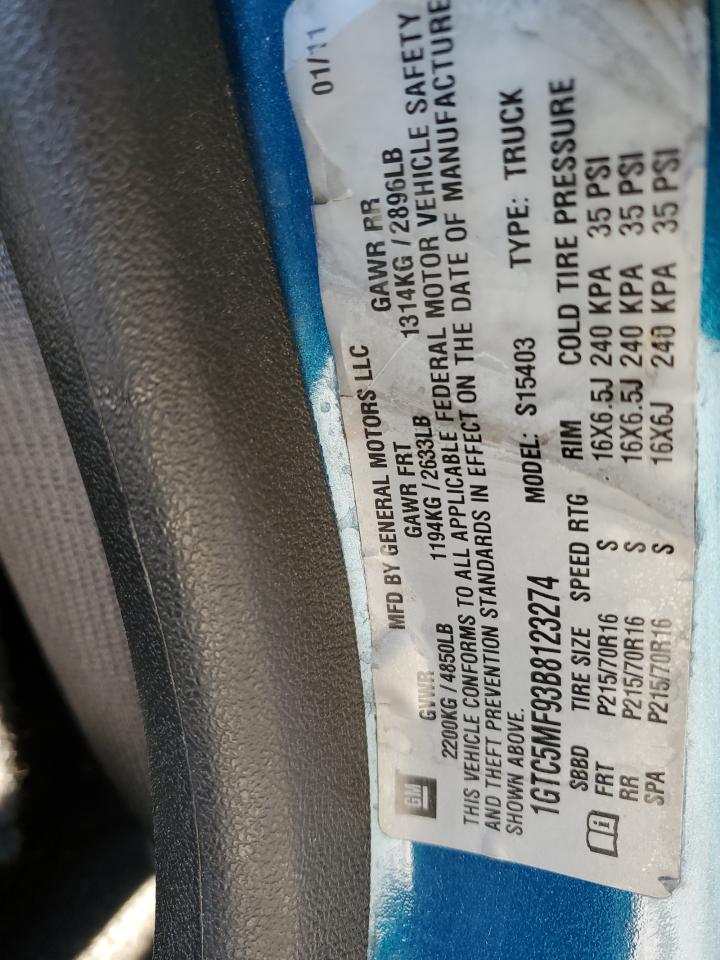 MFD BY GENERAL MOTORS LLC 01/11
GM GVWR GAWR FRT GAWR RR
2200KG / 4850LB 1194KG / 2633LB 1314KG / 2896LB
THIS VEHICLE CONFORMS TO ALL APPLICABLE FEDERAL MOTOR VEHICLE SAFETY
AND THEFT PREVENTION STANDARDS IN EFFECT ON THE DATE OF MANUFACTURE
SHOWN ABOVE.
1GTC5MF93B8123274 MODEL: S15403 TYPE: TRUCK
SBBD TIRE SIZE SPEED RTG RIM COLD TIRE PRESSURE
FRT P215/70R16 S 16X6.5J 240 KPA 35 PSI
RR P215/70R16 S 16X6.5J 240 KPA 35 PSI
SPA P215/70R16 S 16X6J 240 KPA 35 PSI